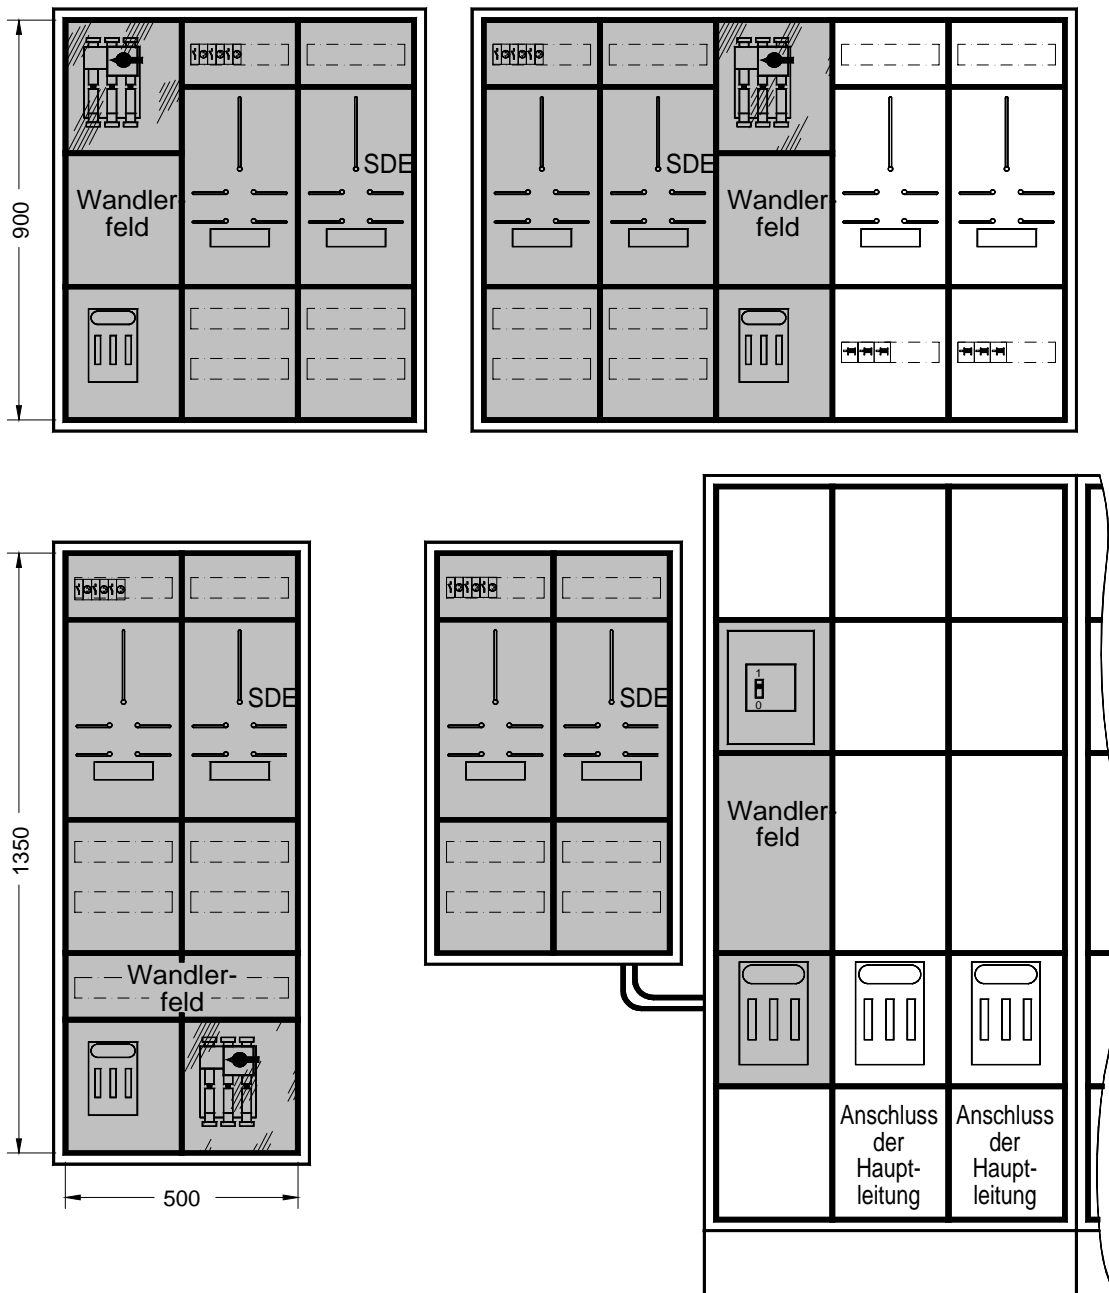 900
SDE
Wandler-
feld
SDE
Wandler-
feld
1350
SDE
Wandler-
feld
500
SDE
1
0
Wandler-
feld
Anschluss
der
Haupt-
leitung
Anschluss
der
Haupt-
leitung